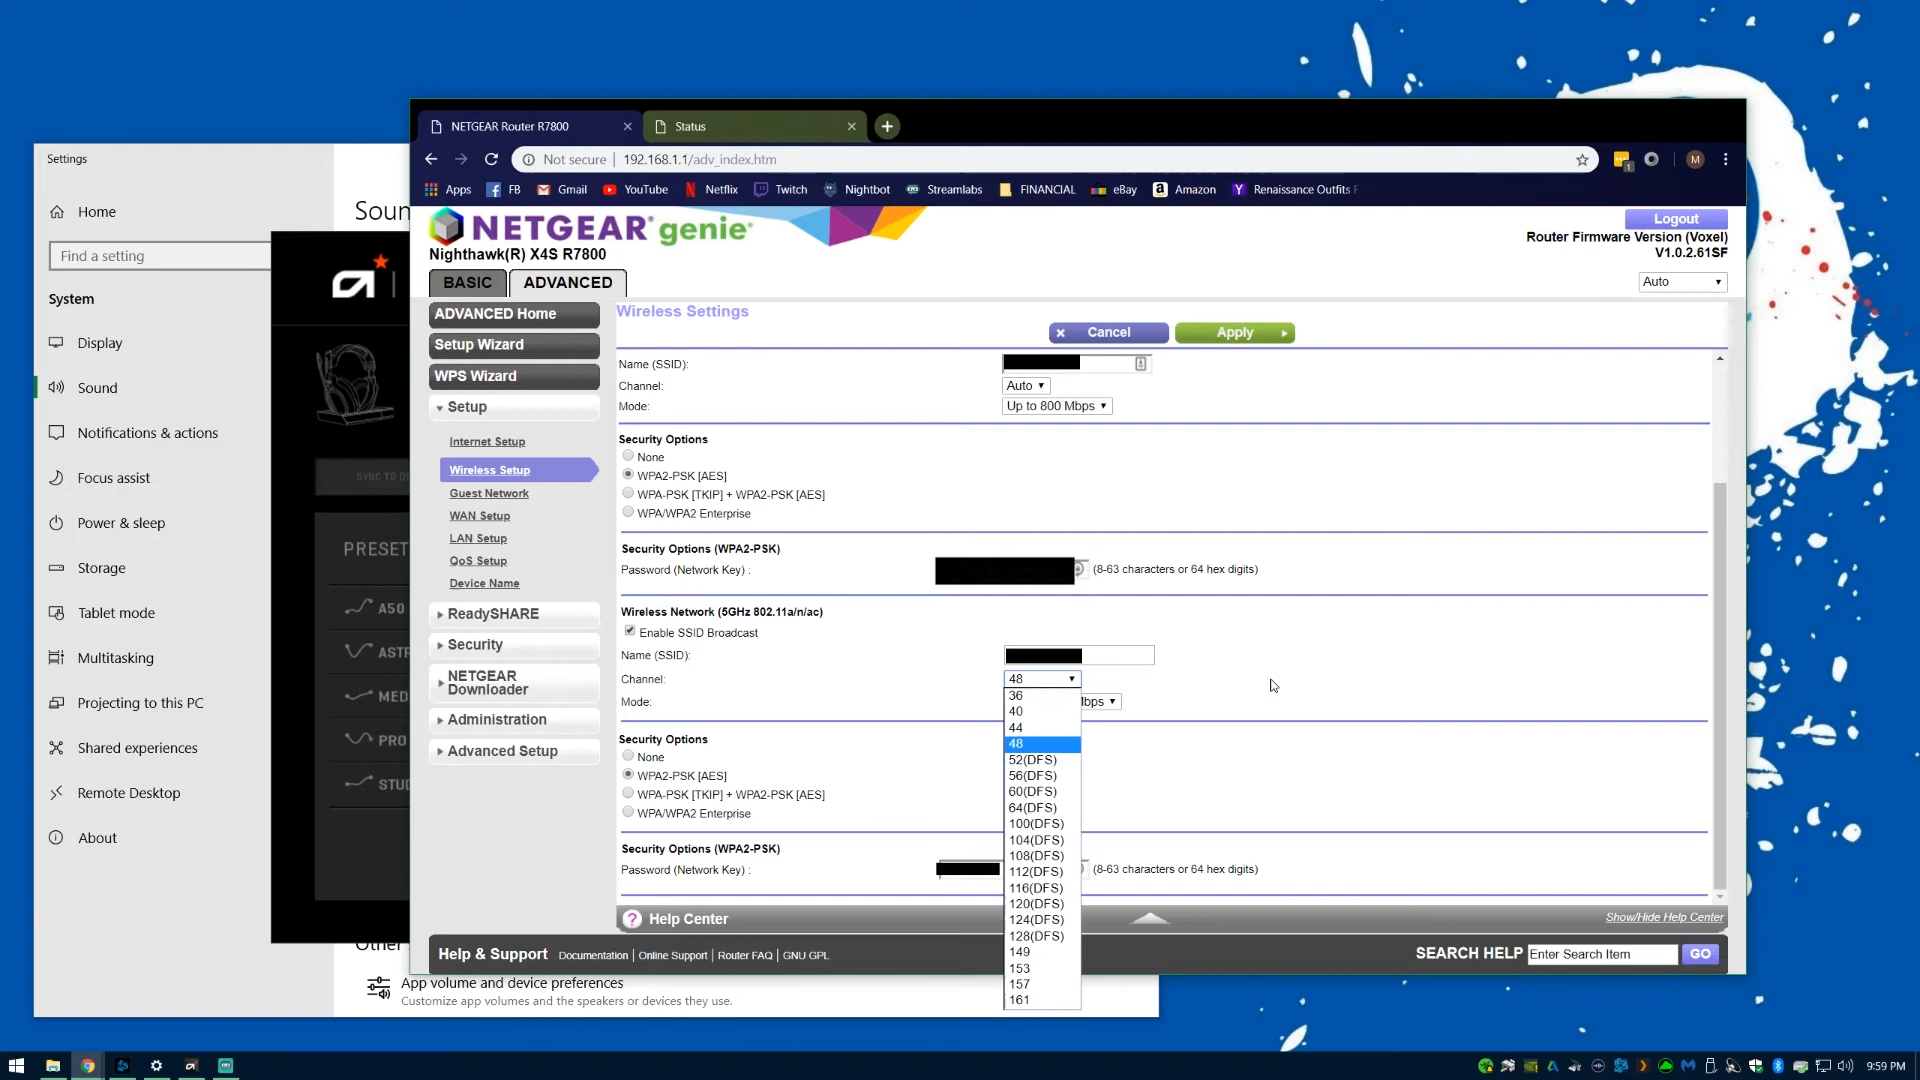 Settings
Home
Find a setting
System
Display
Sound
Notifications & actions
Focus assist
Power & sleep
Storage
Tablet mode
Multitasking
Projecting to this PC
Shared experiences
Remote Desktop
About
Soun
SYNC TO DE
PRESET
A50
ASTR
MED
PRO
STUD
Other
App volume and device preferences
Customize app volumes and the speakers or devices they use.
NETGEAR Router R7800
Status
Not secure | 192.168.1.1/adv_index.htm
1
M
Apps
FB
Gmail
YouTube
Netflix
Twitch
Nightbot
Streamlabs
FINANCIAL
eBay
Amazon
Renaissance Outfits F
NETGEAR® genie®
Nighthawk(R) X4S R7800
Logout
Router Firmware Version (Voxel)
V1.0.2.61SF
BASIC
ADVANCED
Auto
ADVANCED Home
Setup Wizard
WPS Wizard
Setup
Internet Setup
Wireless Setup
Guest Network
WAN Setup
LAN Setup
QoS Setup
Device Name
ReadySHARE
Security
NETGEAR
Downloader
Administration
Advanced Setup
Wireless Settings
Cancel
Apply
Name (SSID):
Channel:
Auto
Mode:
Up to 800 Mbps
Security Options
None
WPA2-PSK [AES]
WPA-PSK [TKIP] + WPA2-PSK [AES]
WPA/WPA2 Enterprise
Security Options (WPA2-PSK)
Password (Network Key) :
(8-63 characters or 64 hex digits)
Wireless Network (5GHz 802.11a/n/ac)
Enable SSID Broadcast
Name (SSID):
Channel:
48
Mode:
Mbps
36
40
44
48
52(DFS)
56(DFS)
60(DFS)
64(DFS)
100(DFS)
104(DFS)
108(DFS)
112(DFS)
116(DFS)
120(DFS)
124(DFS)
128(DFS)
149
153
157
161
Security Options
None
WPA2-PSK [AES]
WPA-PSK [TKIP] + WPA2-PSK [AES]
WPA/WPA2 Enterprise
Security Options (WPA2-PSK)
Password (Network Key) :
(8-63 characters or 64 hex digits)
Help Center
Show/Hide Help Center
Help & Support
Documentation | Online Support | Router FAQ | GNU GPL
SEARCH HELP
Enter Search Item
GO
9:59 PM